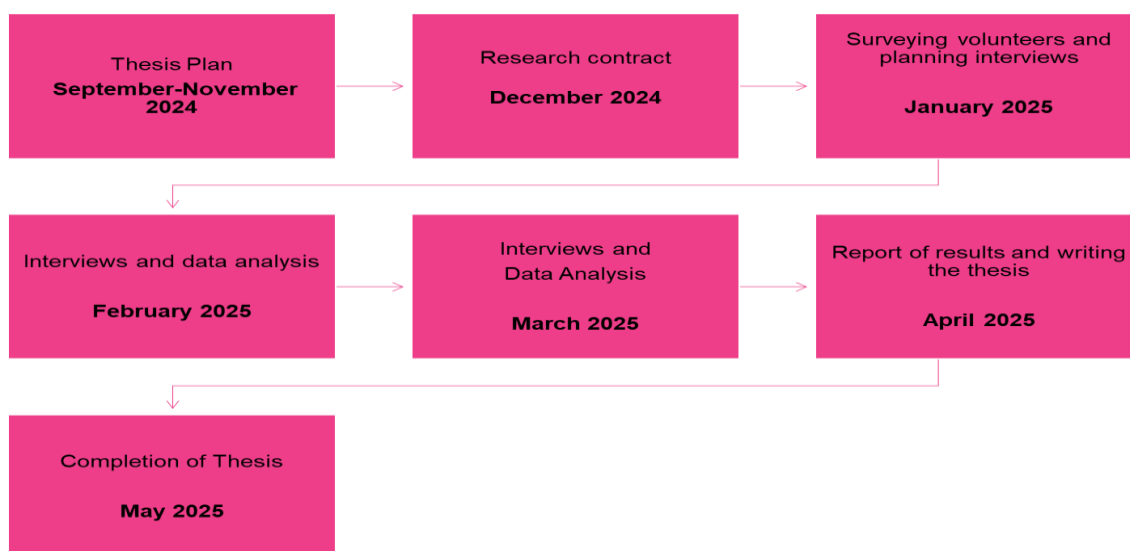 Thesis Plan
September-November
2024
Research contract
December 2024
Surveying volunteers and
planning interviews
January 2025
Interviews and data analysis
February 2025
Interviews and
Data Analysis
March 2025
Report of results and writing
the thesis
April 2025
Completion of Thesis
May 2025